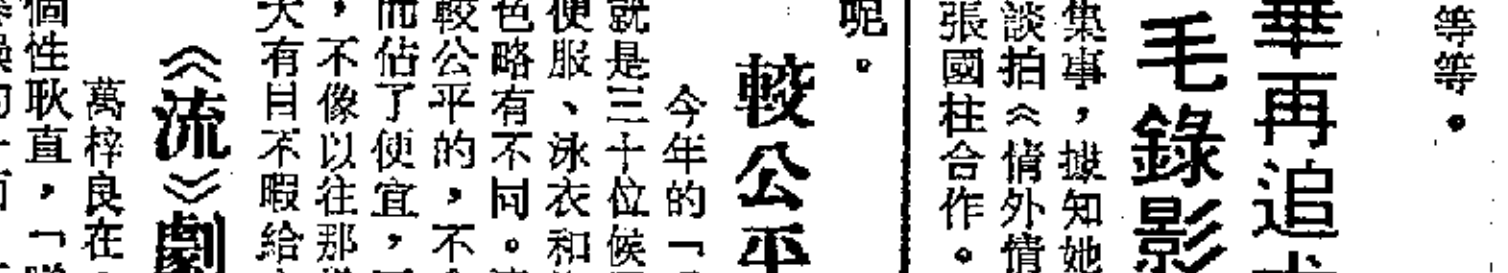 等等。
華再追
毛錄影
集事，據知她
談拍《情外情
張國柱合作。
呢。
較公平
今年的「
就是三十位候
便服、泳衣和
色略有不同。
較公平的，不
而佔了便宜，
，不像以往那
大有目不暇給
《流》劇
萬梓良在
個性耿直，「